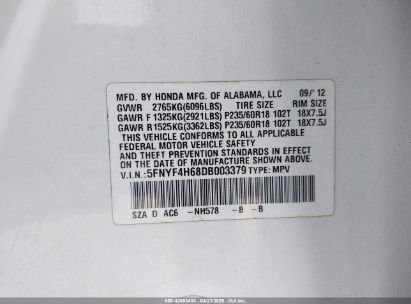 MFD. BY HONDA MFG. OF ALABAMA, LLC 09/'12
GVWR 2765KG(6096LBS) TIRE SIZE RIM SIZE
GAWR F 1325KG(2921LBS) P235/60R18 102T 18X7.5J
GAWR R 1525KG(3362LBS) P235/60R18 102T 18X7.5J
THIS VEHICLE CONFORMS TO ALL APPLICABLE
FEDERAL MOTOR VEHICLE SAFETY
AND THEFT PREVENTION STANDARDS IN EFFECT
ON THE DATE OF MANUFACTURE SHOWN ABOVE.
V.I.N.: 5FNYF4H68DB003379 TYPE: MPV
SZA D AC6 -NH578 -B -B